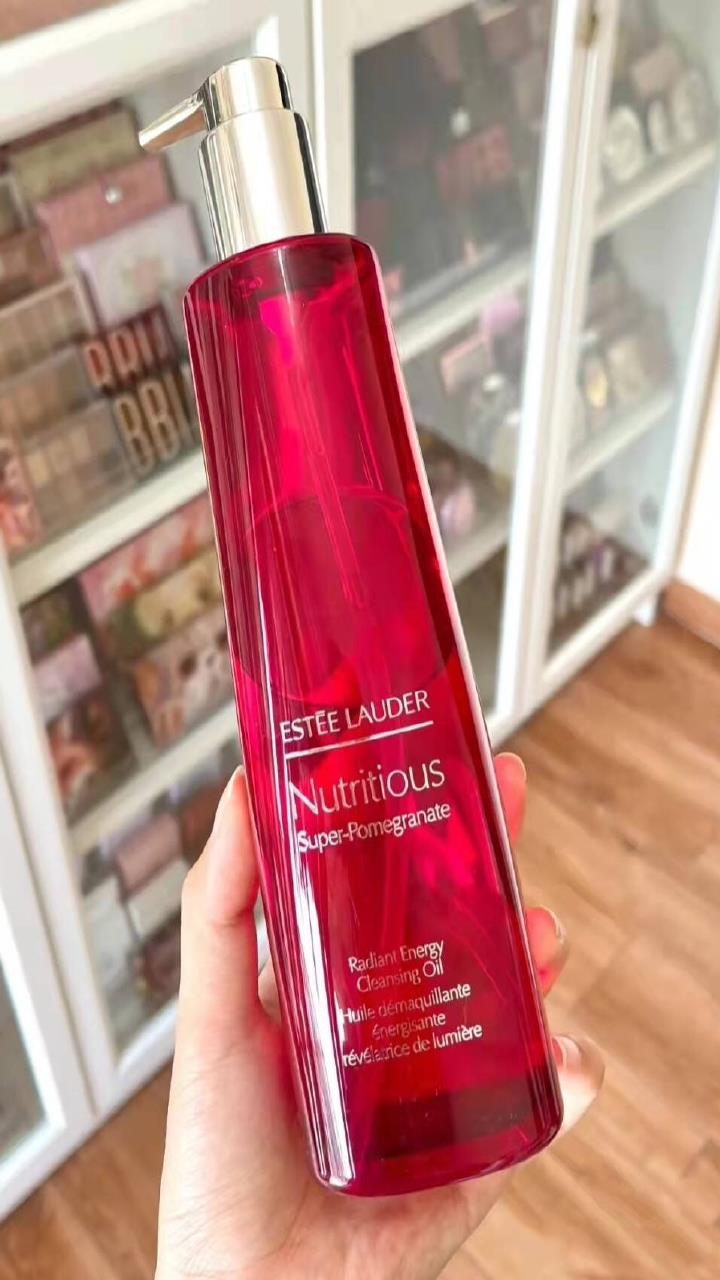 ESTĒE LAUDER
Nutritious
Super-Pomegranate
Radiant Energy
Cleansing Oil
Huile démaquillante
énergisante
révélatrice de lumière